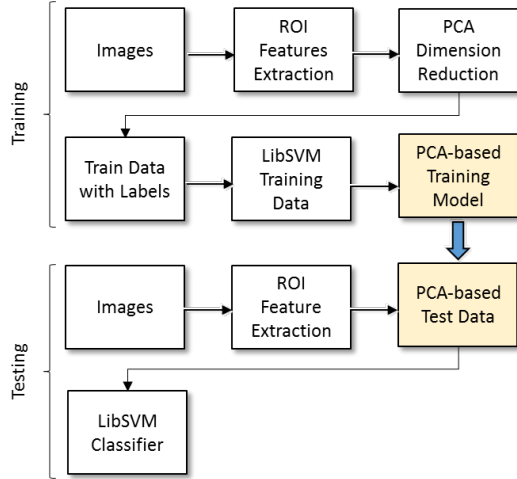 Training
Images
ROI
Features
Extraction
PCA
Dimension
Reduction
Train Data
with Labels
LibSVM
Training
Data
PCA-based
Training
Model
Testing
Images
ROI
Feature
Extraction
PCA-based
Test Data
LibSVM
Classifier